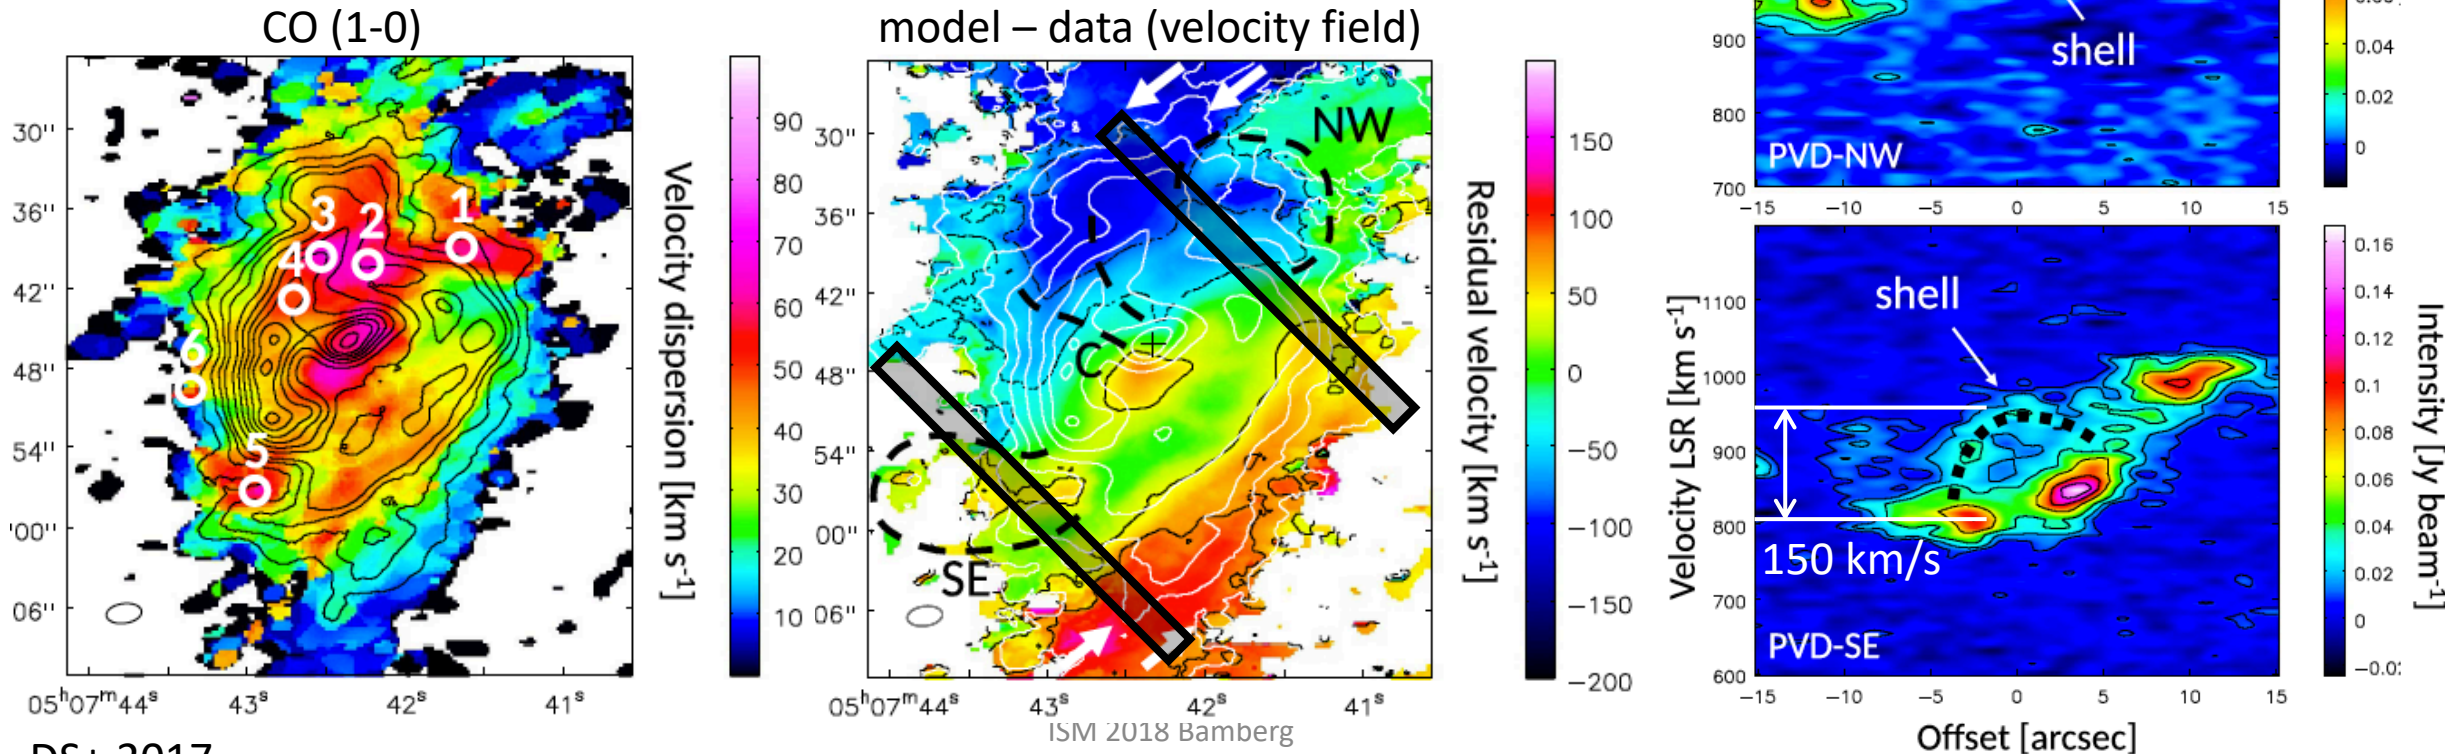 CO (1-0)
30''
36''
42''
48''
54''
00''
06''
05ʰ07ᵐ44ˢ
43ˢ
42ˢ
41ˢ
1
2
3
4
6
5
90
80
70
60
50
40
30
20
10
Velocity dispersion [km s⁻¹]
model – data (velocity field)
30''
36''
42''
48''
54''
00''
06''
05ʰ07ᵐ44ˢ
43ˢ
42ˢ
41ˢ
NW
C
SE
150
100
50
0
−50
−100
−150
−200
Residual velocity [km s⁻¹]
900
800
700
shell
PVD-NW
−15
−10
−5
0
5
10
15
0.04
0.02
0
1100
1000
900
800
700
600
Velocity LSR [km s⁻¹]
shell
150 km/s
PVD-SE
−15
−10
−5
0
5
10
15
Offset [arcsec]
0.16
0.14
0.12
0.1
0.08
0.06
0.04
0.02
0
Intensity [Jy beam⁻¹]
ISM 2018 Bamberg
DS+ 2017